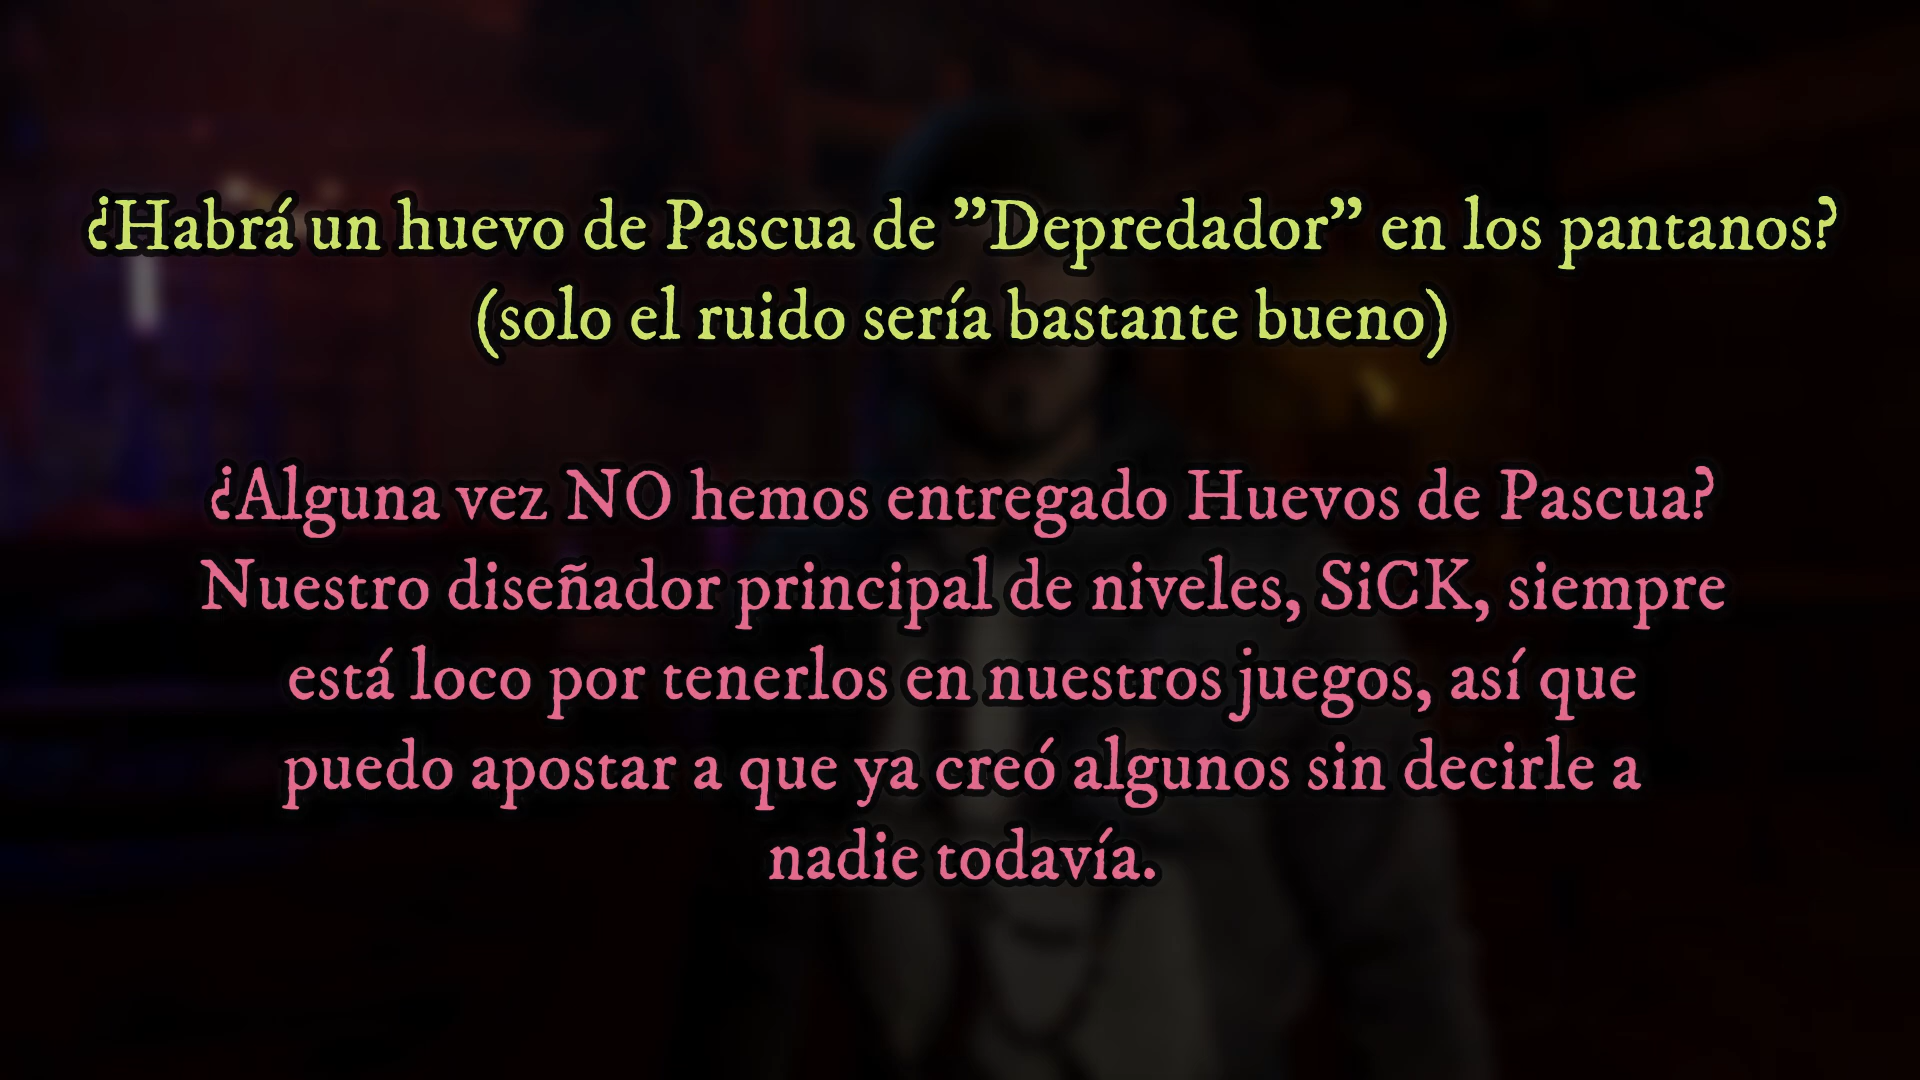 ¿Habrá un huevo de Pascua de ”Depredador” en los pantanos?
(solo el ruido sería bastante bueno)
¿Alguna vez NO hemos entregado Huevos de Pascua?
Nuestro diseñador principal de niveles, SiCK, siempre
está loco por tenerlos en nuestros juegos, así que
puedo apostar a que ya creó algunos sin decirle a
nadie todavía.